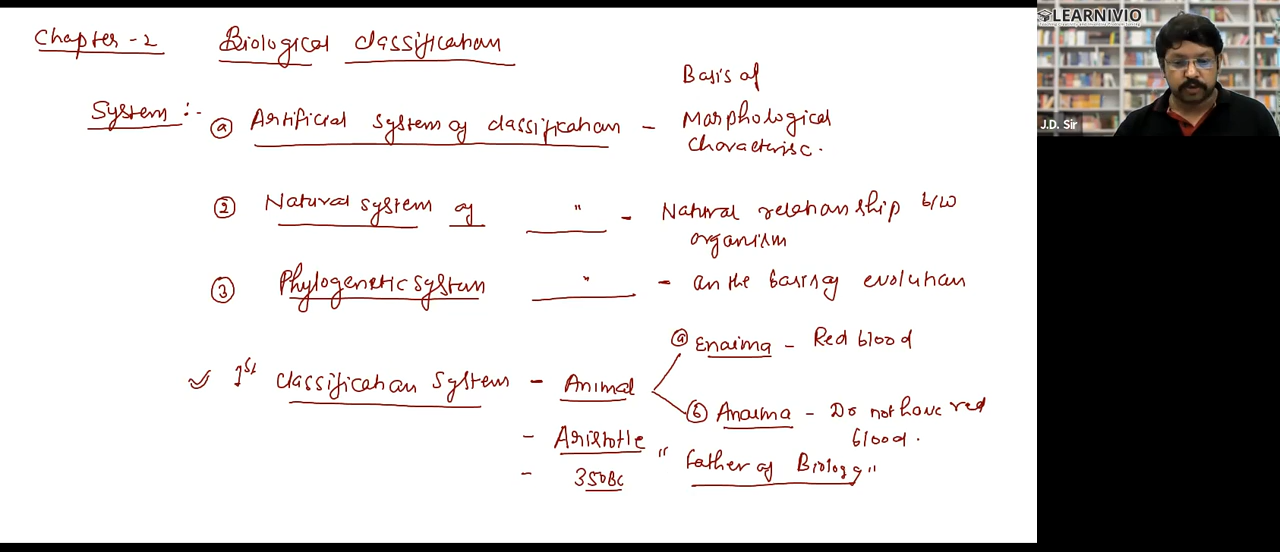 Chapter - 2 Biological classification
System :-
ⓐ Artificial system of classification - Basis of
Morphological
characterisc.
② Natural system of " - Natural relationship b/w
organism
③ Phylogenetic system " - on the basis of evolution
✓ 1st classification system - Animal
ⓐ Enaima - Red blood
ⓑ Anaima - Do not have red
blood.
- Aristotle " Father of Biology "
- 350BC
LEARNIVIO
J.D. Sir